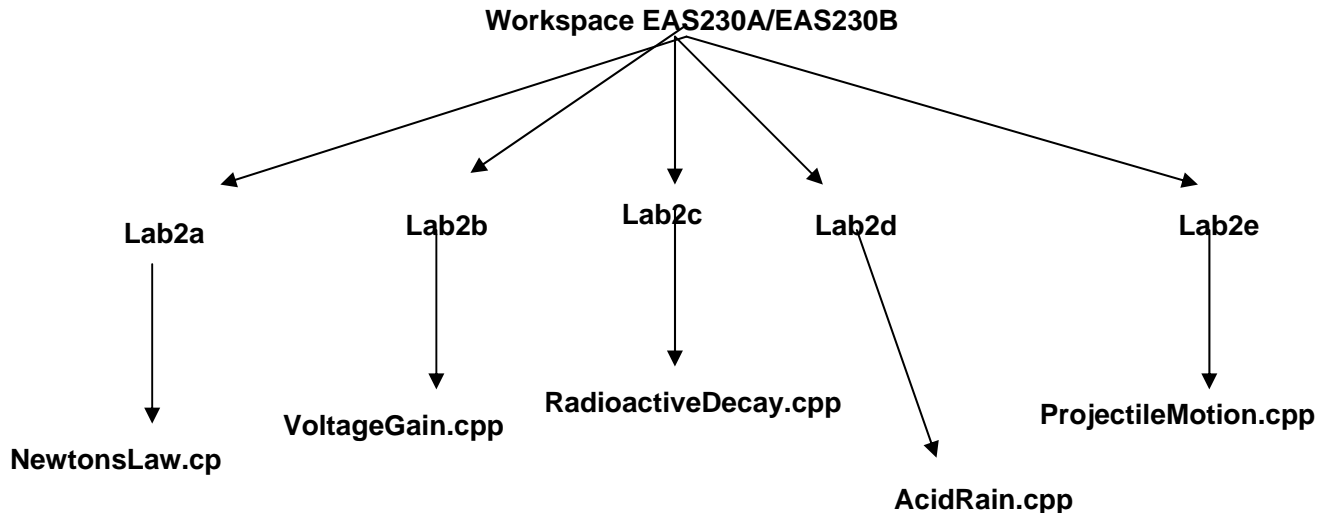 Workspace EAS230A/EAS230B
Lab2a
Lab2b
Lab2c
Lab2d
Lab2e
NewtonsLaw.cp
VoltageGain.cpp
RadioactiveDecay.cpp
AcidRain.cpp
ProjectileMotion.cpp